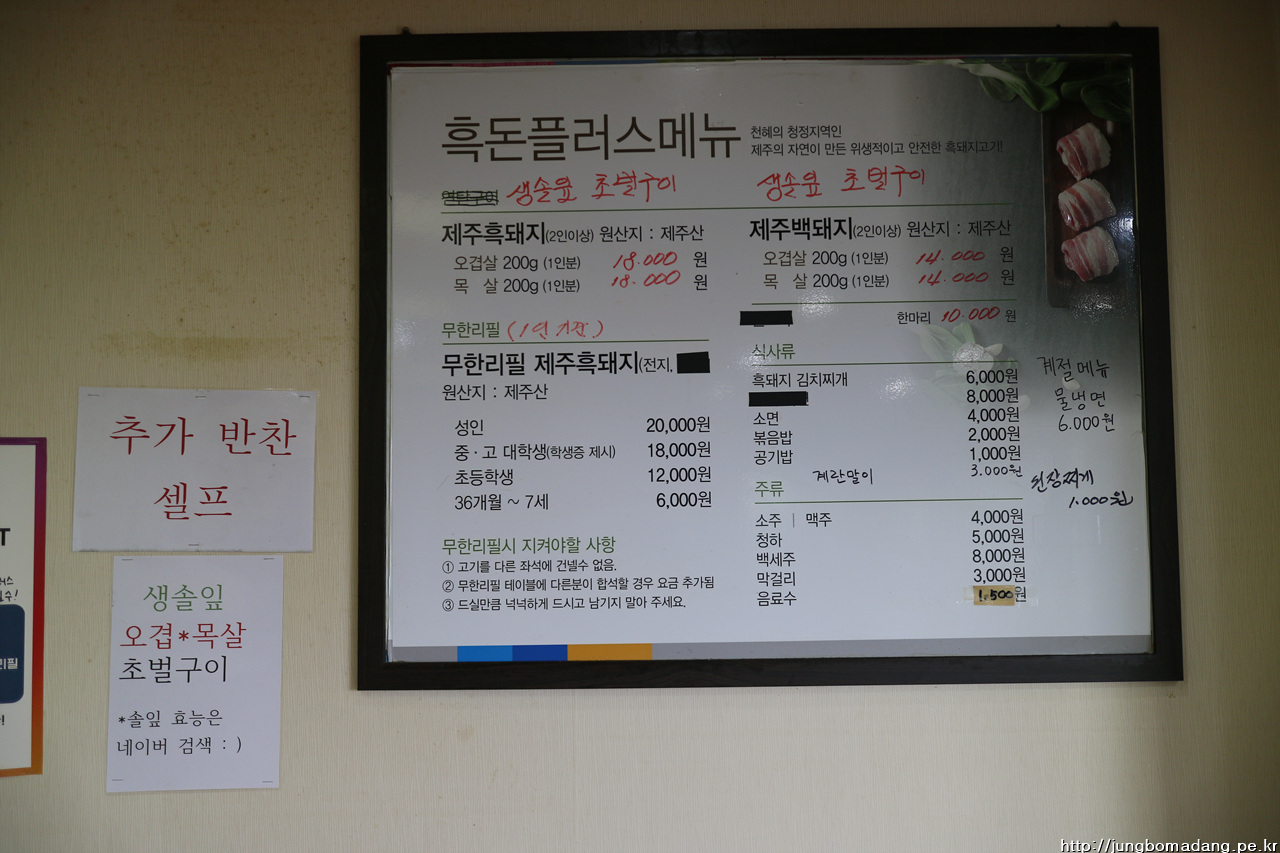 흑돈플러스메뉴
천혜의 청정지역인
제주의 자연이 만든 위생적이고 안전한 흑돼지고기!
연탄구이 생솔잎 초벌구이
제주흑돼지(2인이상) 원산지 : 제주산
오겹살 200g (1인분) 18.000 원
목 살 200g (1인분) 18.000 원
무한리필
무한리필 제주흑돼지(전지,
원산지 : 제주산
성인 20,000원
중·고 대학생(학생증 제시) 18,000원
초등학생 12,000원
36개월 ~ 7세 6,000원
무한리필시 지켜야할 사항
① 고기를 다른 좌석에 건넬수 없음.
② 무한리필 테이블에 다른분이 합석할 경우 요금 추가됨
③ 드실만큼 넉넉하게 드시고 남기지 말아 주세요.
생솔잎 초벌구이
제주백돼지(2인이상) 원산지 : 제주산
오겹살 200g (1인분) 14.000 원
목 살 200g (1인분) 14.000 원
한마리 10.000 원
식사류
흑돼지 김치찌개 6,000원
8,000원
소면 4,000원
볶음밥 2,000원
공기밥 1,000원
계란말이 3.000원
주류
소주 | 맥주 4,000원
청하 5,000원
백세주 8,000원
막걸리 3,000원
음료수 1.500원
계절메뉴
물냉면
6.000원
된장찌게
1.000원
추가 반찬
셀프
생솔잎
오겹*목살
초벌구이
*솔잎 효능은
네이버 검색 : )
T
리필
http://jungbomadang.pe.kr